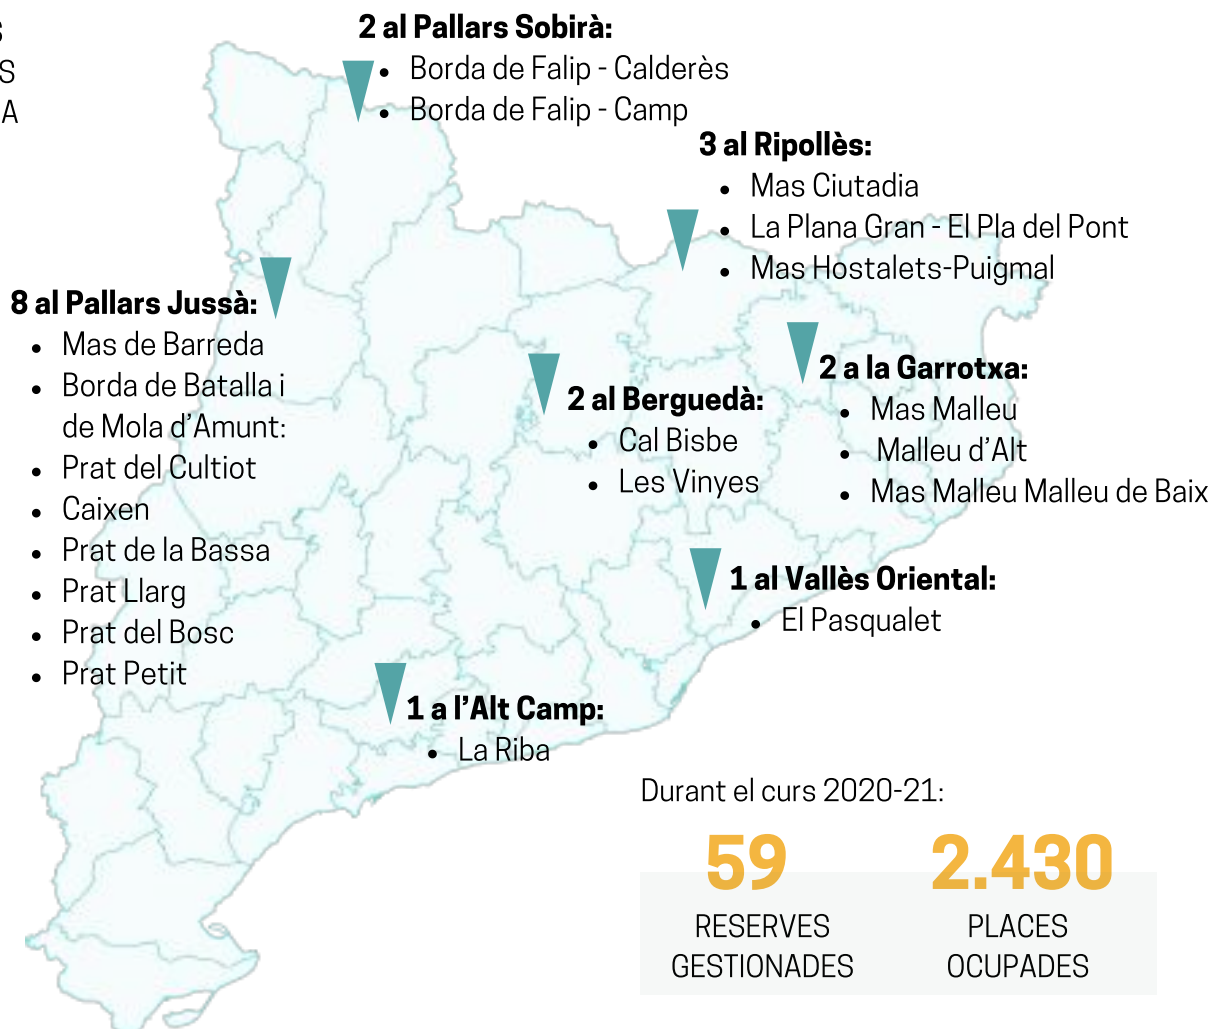 S
S
A
2 al Pallars Sobirà:
Borda de Falip - Calderès
Borda de Falip - Camp
3 al Ripollès:
Mas Ciutadia
La Plana Gran - El Pla del Pont
Mas Hostalets-Puigmal
8 al Pallars Jussà:
Mas de Barreda
Borda de Batalla i
de Mola d’Amunt:
Prat del Cultiot
Caixen
Prat de la Bassa
Prat Llarg
Prat del Bosc
Prat Petit
2 al Berguedà:
Cal Bisbe
Les Vinyes
2 a la Garrotxa:
Mas Malleu
Malleu d’Alt
Mas Malleu Malleu de Baix
1 al Vallès Oriental:
El Pasqualet
1 a l’Alt Camp:
La Riba
Durant el curs 2020-21:
59
RESERVES
GESTIONADES
2.430
PLACES
OCUPADES